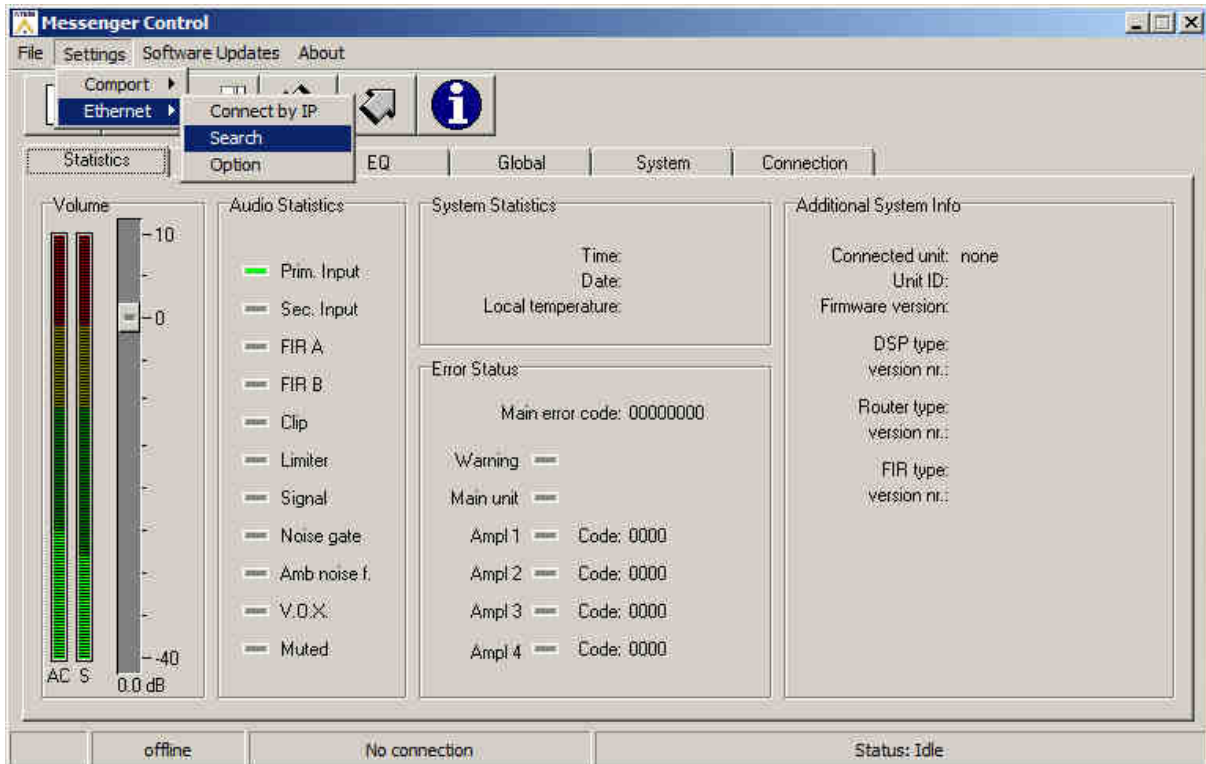 Messenger Control
File Settings Software Updates About
Comport
Ethernet
Connect by IP
Search
Option
Statistics
EQ
Global
System
Connection
Volume
10
0
-40
AC S
0.0 dB
Audio Statistics
Prim. Input
Sec. Input
FIR A
FIR B
Clip
Limiter
Signal
Noise gate
Amb noise f.
V.O.X.
Muted
System Statistics
Time:
Date:
Local temperature:
Error Status
Main error code: 00000000
Warning
Main unit
Ampl 1 Code: 0000
Ampl 2 Code: 0000
Ampl 3 Code: 0000
Ampl 4 Code: 0000
Additional System Info
Connected unit: none
Unit ID:
Firmware version:
DSP type:
version nr.:
Router type:
version nr.:
FIR type:
version nr.:
offline
No connection
Status: Idle